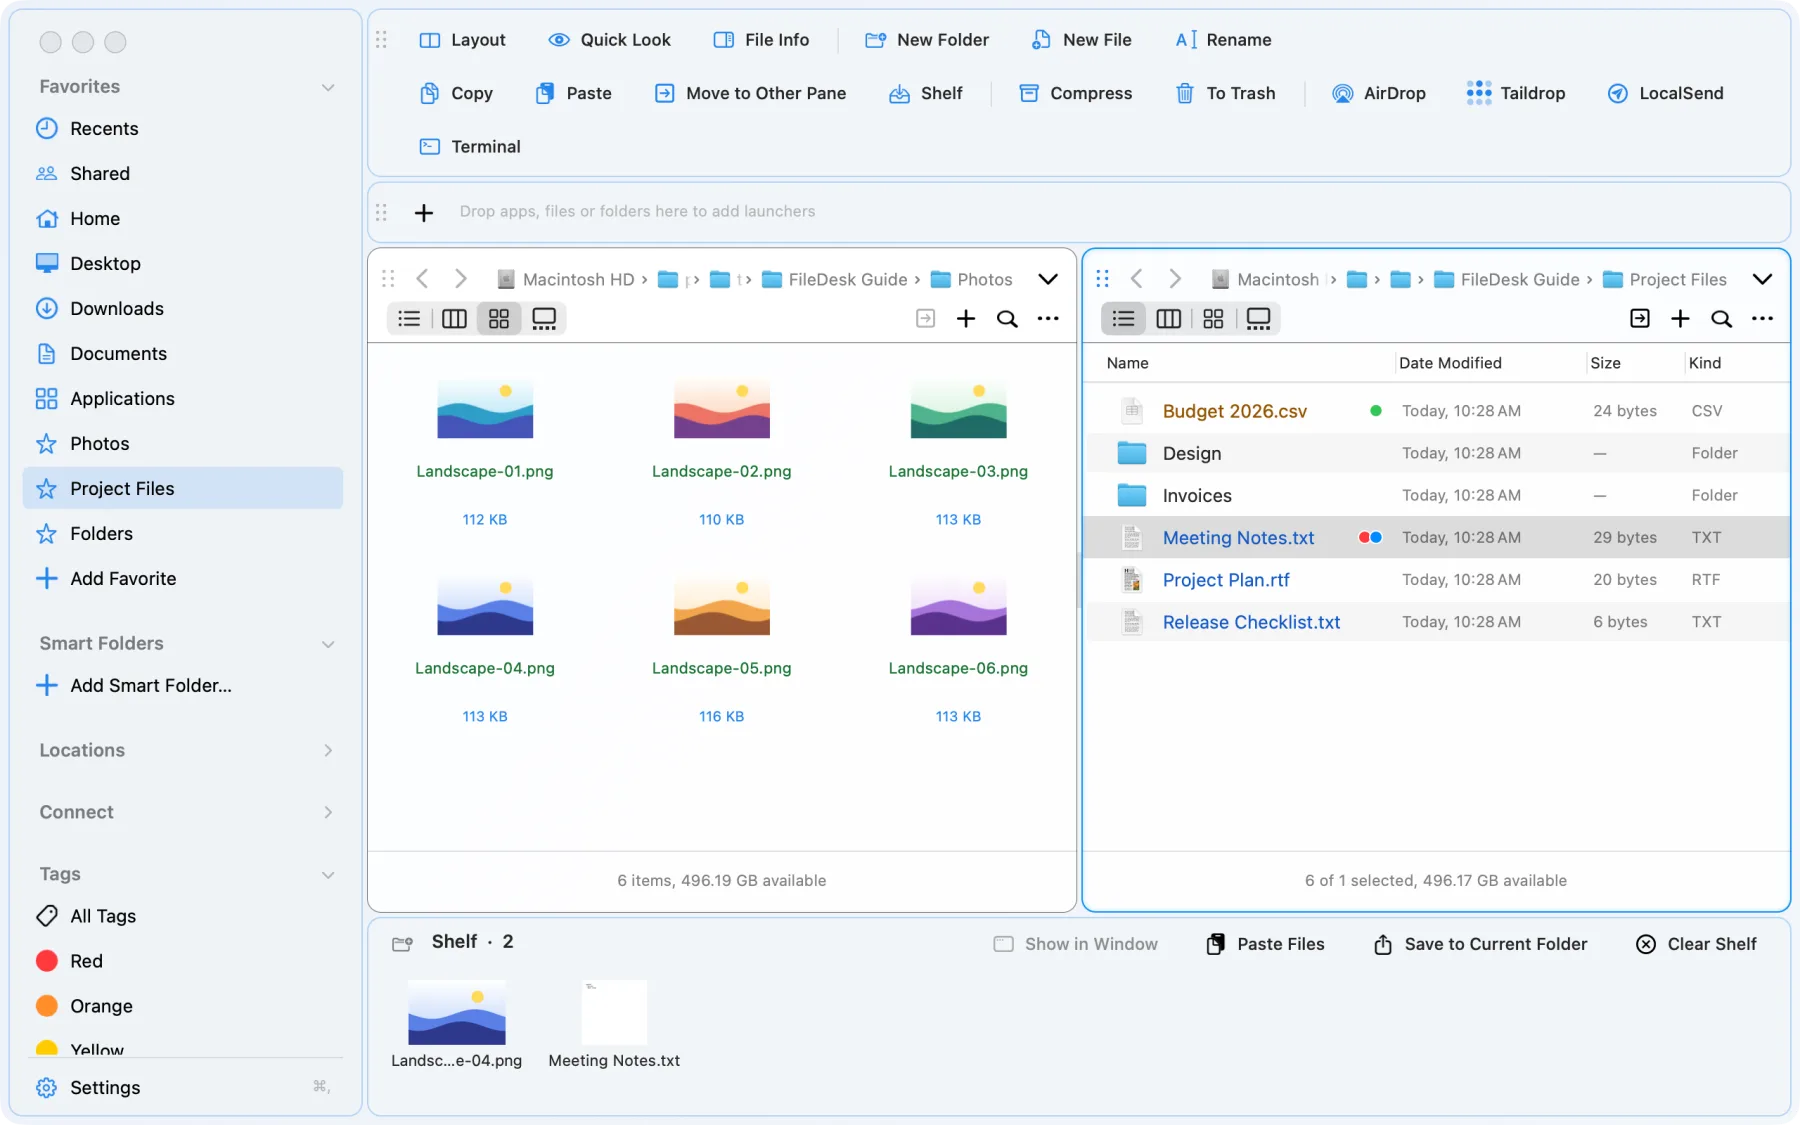 Favorites
Recents
Shared
Home
Desktop
Downloads
Documents
Applications
Photos
Project Files
Folders
Add Favorite
Smart Folders
Add Smart Folder...
Locations
Connect
Tags
All Tags
Red
Orange
Yellow
Settings ⌘,
Layout Quick Look File Info New Folder New File Rename
Copy Paste Move to Other Pane Shelf Compress To Trash AirDrop Taildrop LocalSend
Terminal
Drop apps, files or folders here to add launchers
Macintosh HD › › › FileDesk Guide › Photos
Landscape-01.png Landscape-02.png Landscape-03.png
112 KB 110 KB 113 KB
Landscape-04.png Landscape-05.png Landscape-06.png
113 KB 116 KB 113 KB
6 items, 496.19 GB available
Macintosh › › › FileDesk Guide › Project Files
Name Date Modified Size Kind
Budget 2026.csv Today, 10:28 AM 24 bytes CSV
Design Today, 10:28 AM — Folder
Invoices Today, 10:28 AM — Folder
Meeting Notes.txt Today, 10:28 AM 29 bytes TXT
Project Plan.rtf Today, 10:28 AM 20 bytes RTF
Release Checklist.txt Today, 10:28 AM 6 bytes TXT
6 of 1 selected, 496.17 GB available
Shelf · 2 Show in Window Paste Files Save to Current Folder Clear Shelf
Landsc...e-04.png Meeting Notes.txt